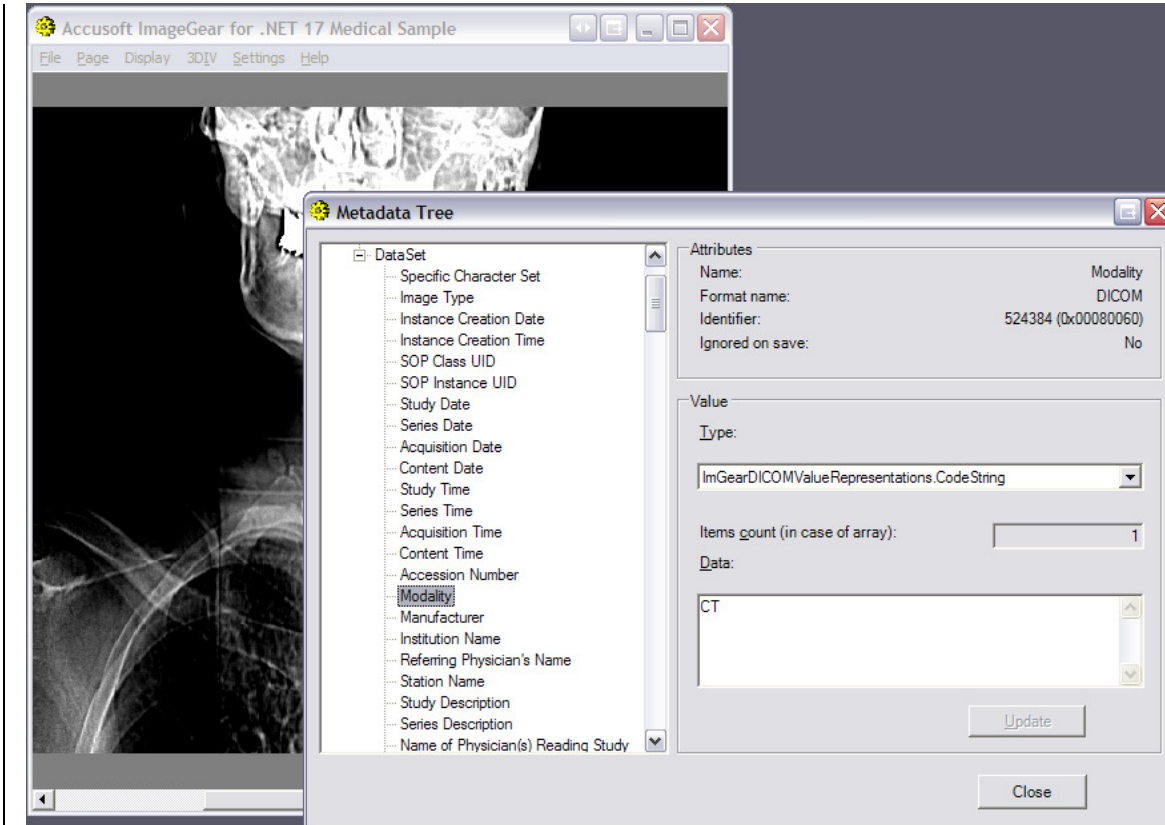 Accusoft ImageGear for .NET 17 Medical Sample
File Page Display 3DIV Settings Help
Metadata Tree
DataSet
Specific Character Set
Image Type
Instance Creation Date
Instance Creation Time
SOP Class UID
SOP Instance UID
Study Date
Series Date
Acquisition Date
Content Date
Study Time
Series Time
Acquisition Time
Content Time
Accession Number
Modality
Manufacturer
Institution Name
Referring Physician's Name
Station Name
Study Description
Series Description
Name of Physician(s) Reading Study
Attributes
Name: Modality
Format name: DICOM
Identifier: 524384 (0x00080060)
Ignored on save: No
Value
Type:
ImGearDICOMValueRepresentations.CodeString
Items count (in case of array): 1
Data:
CT
Update
Close